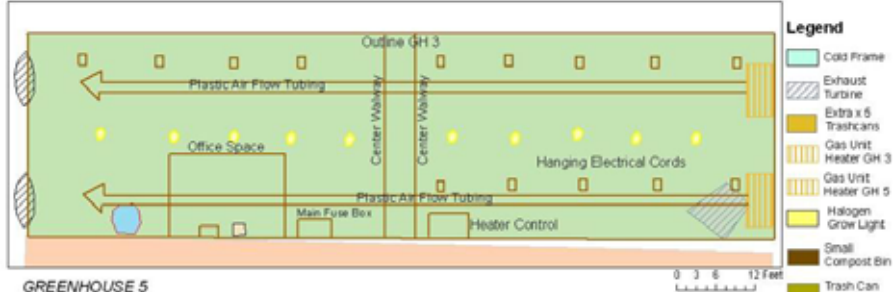 Outline GH 3
Plastic Air Flow Tubing
Center Walway
Center Walway
Office Space
Hanging Electrical Cords
Plastic Air Flow Tubing
Main Fuse Box
Heater Control
GREENHOUSE 5
0 3 6 12 Feet
Legend
Cold Frame
Exhaust
Turbine
Extra x 5
Trashcans
Gas Unit
Heater GH 3
Gas Unit
Heater GH 5
Halogen
Grow Light
Small
Compost Bin
Trash Can